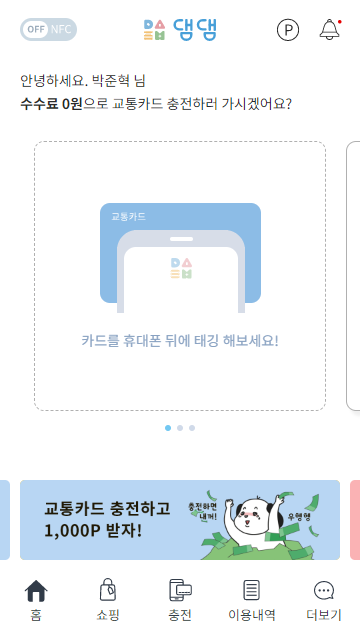 OFF NFC
댐댐
P
안녕하세요. 박준혁 님
수수료 0원으로 교통카드 충전하러 가시겠어요?
교통카드
카드를 휴대폰 뒤에 태깅 해보세요!
교통카드 충전하고
1,000P 받자!
충전하면
내꺼!
우헹헹
홈
쇼핑
충전
이용내역
더보기